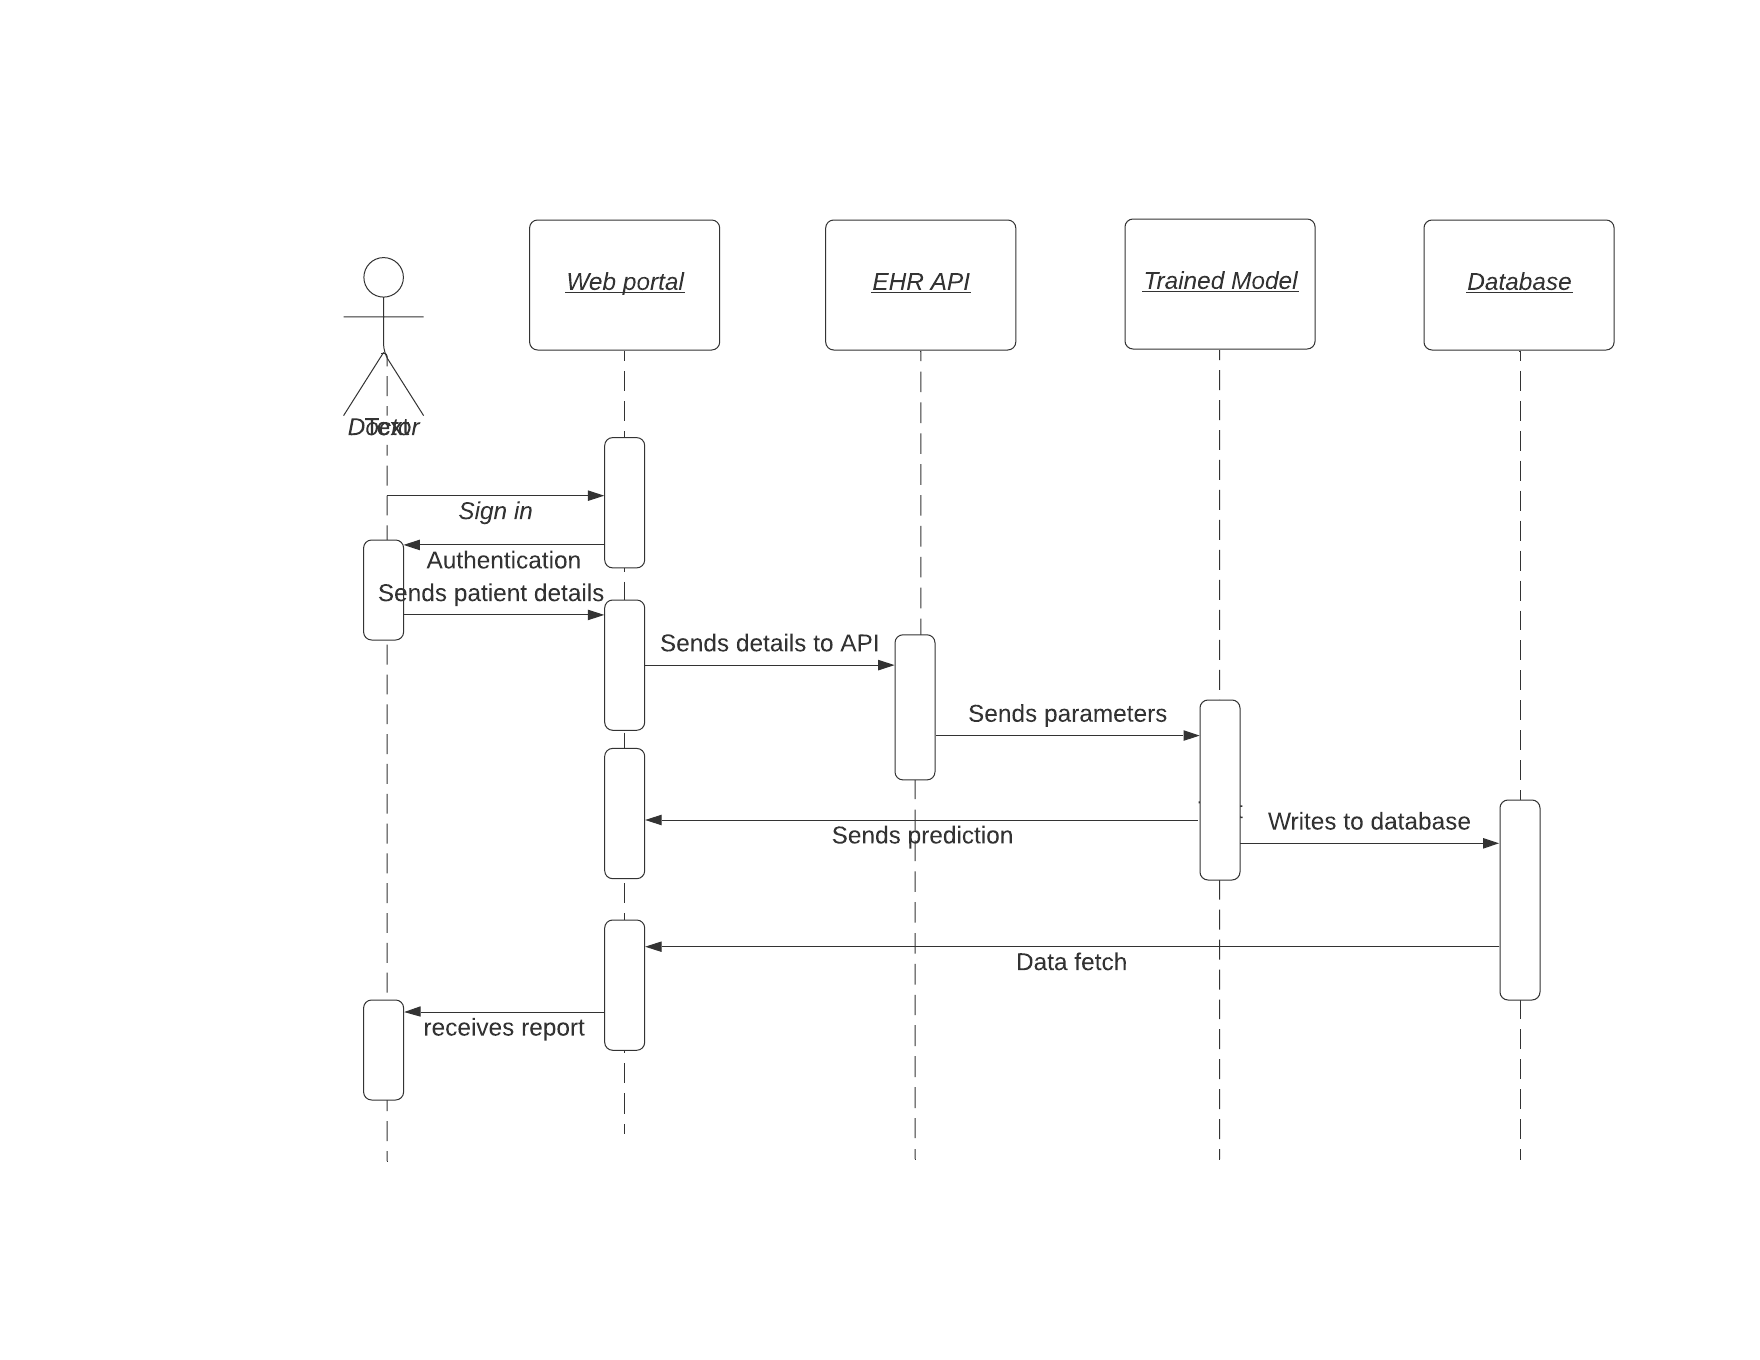 Web portal
EHR API
Trained Model
Database
Doctor
Text
Sign in
Authentication
Sends patient details
Sends details to API
Sends parameters
Sends prediction
Writes to database
Data fetch
receives report